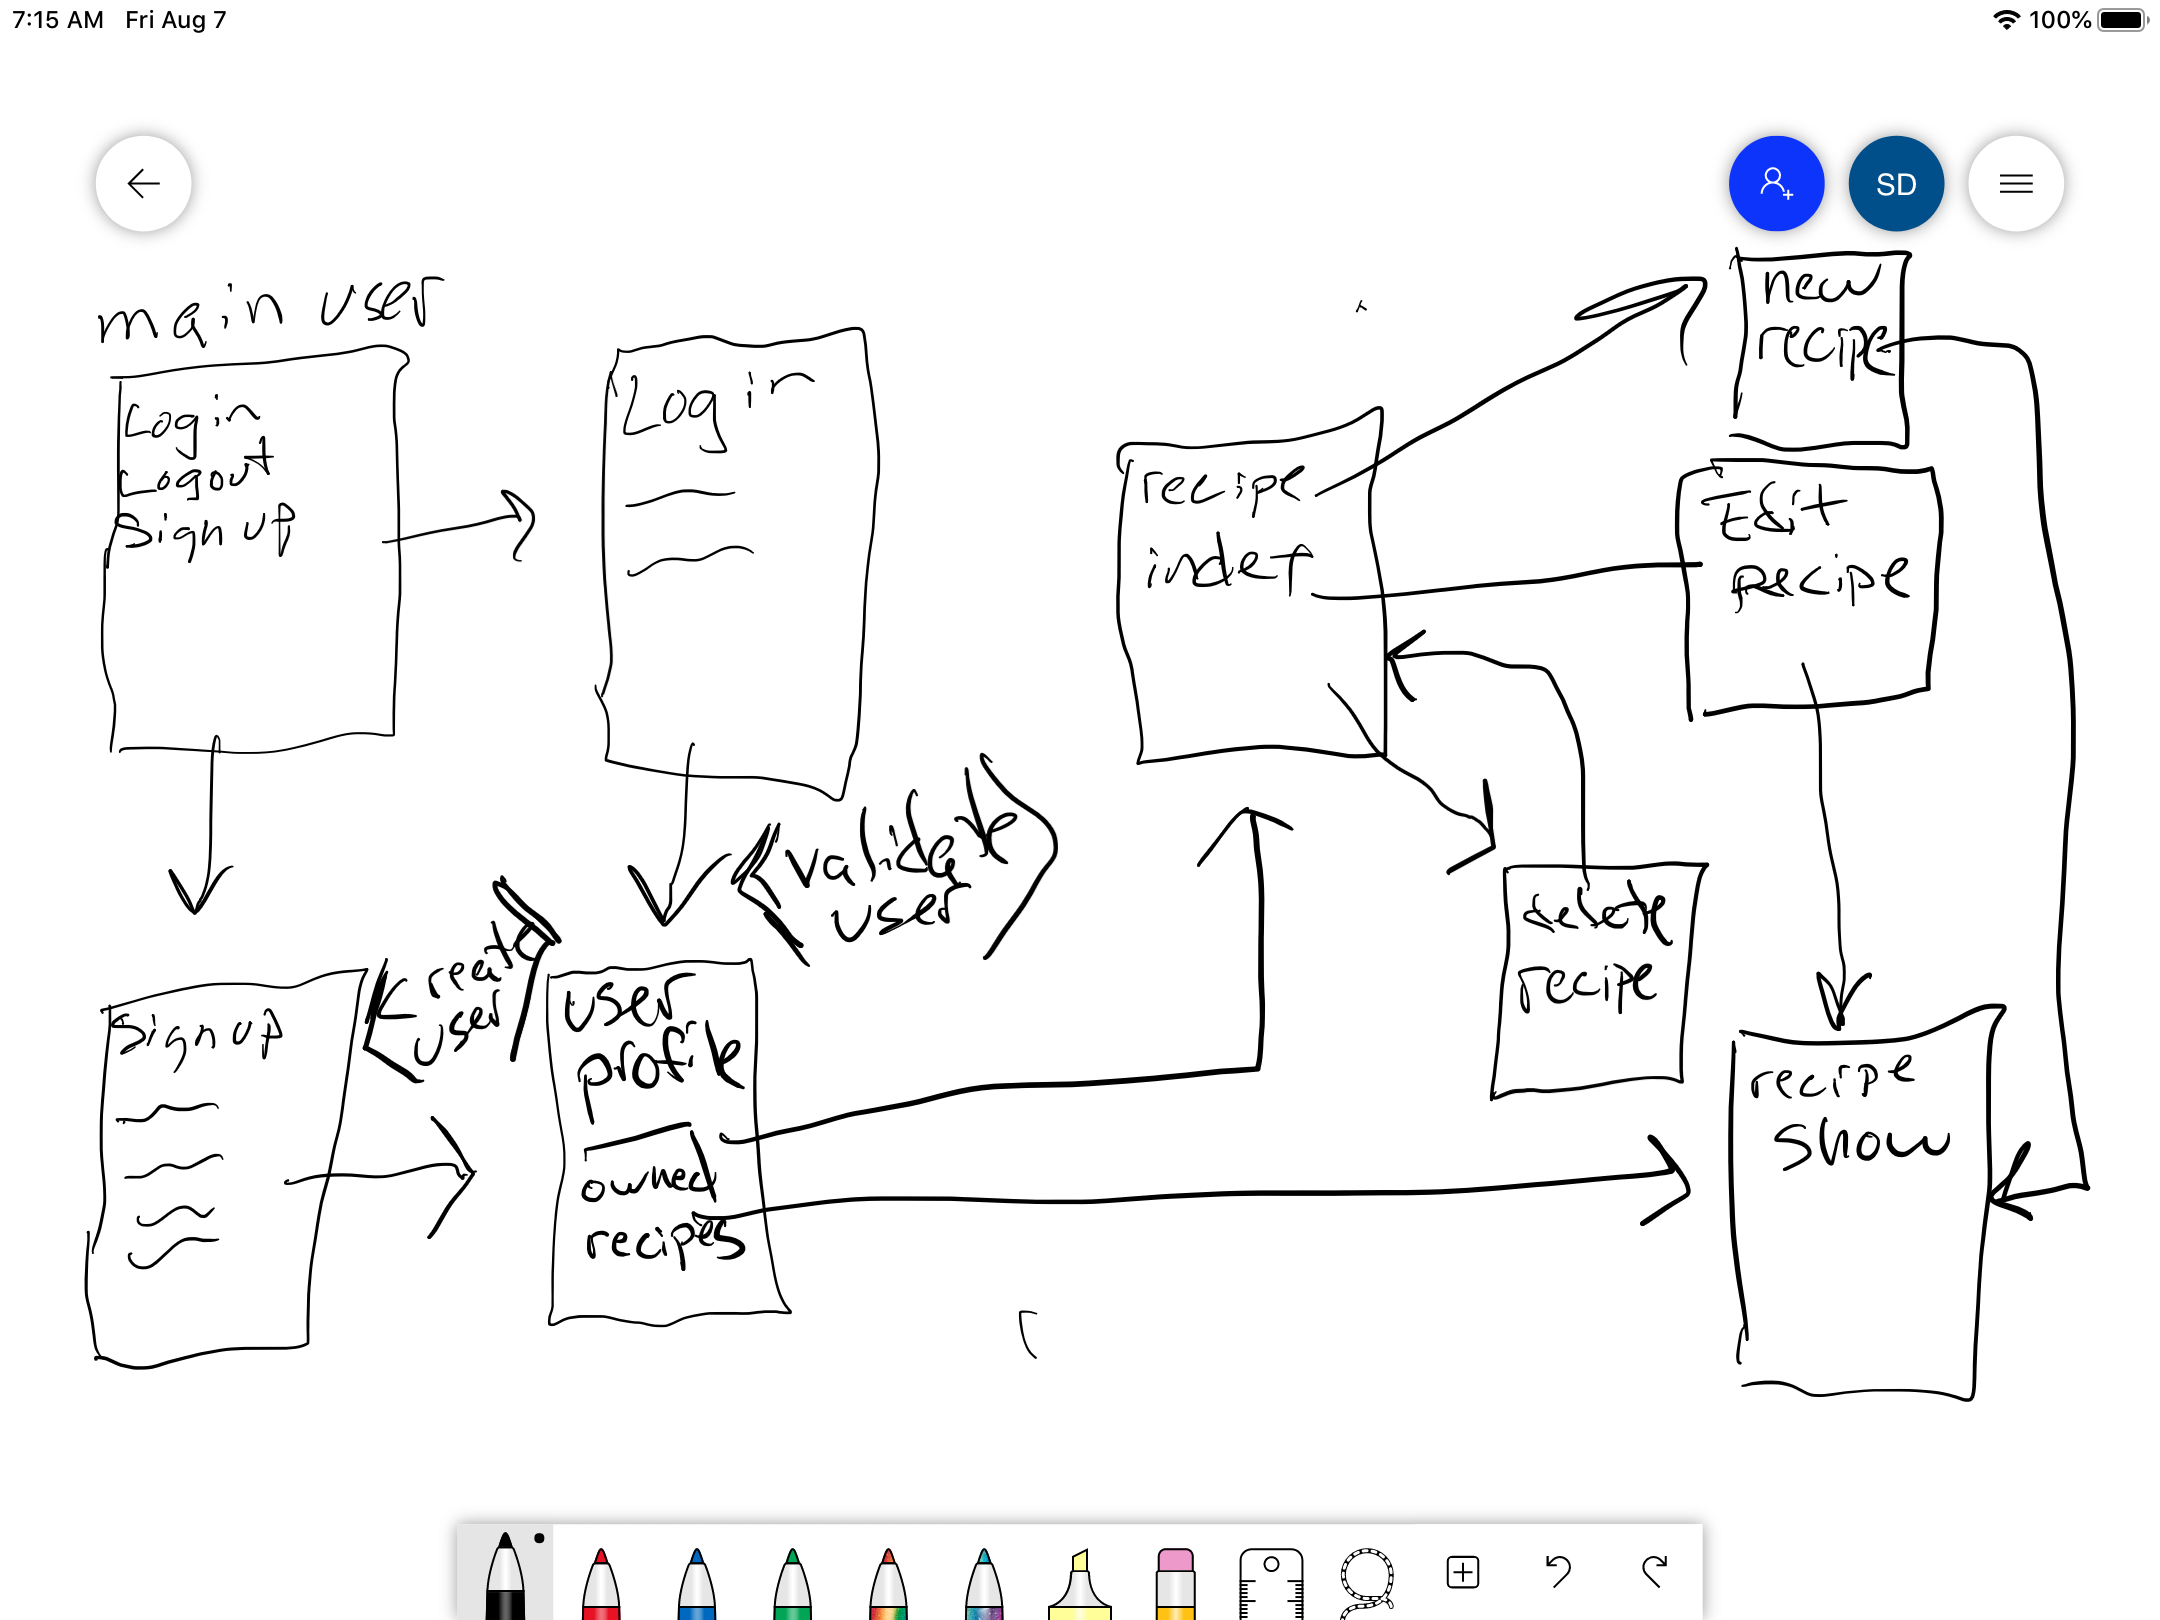 7:15 AM Fri Aug 7
100%
SD
main user
Login
Logout
Sign up
Login
recipe
index
new
recipe
Edit
recipe
<validate
user>
<create
user>
delete
recipe
Sign up
user
profile
owned
recipes
recipe
show